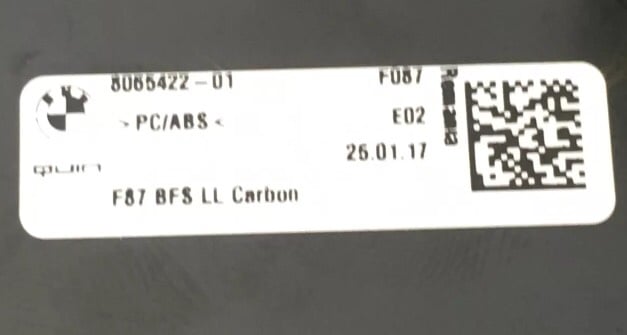 8065422-01
F087
>PC/ABS<
E02
25.01.17
QUIN
F87 BFS LL Carbon